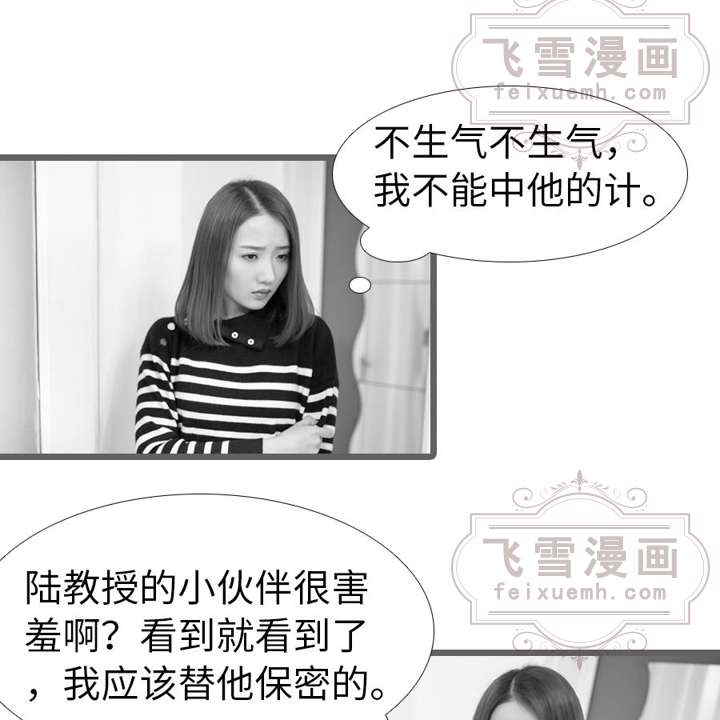 飞雪漫画
feixuemh.com
不生气不生气，
我不能中他的计。
飞雪漫画
feixuemh.com
陆教授的小伙伴很害
羞啊？看到就看到了
，我应该替他保密的。